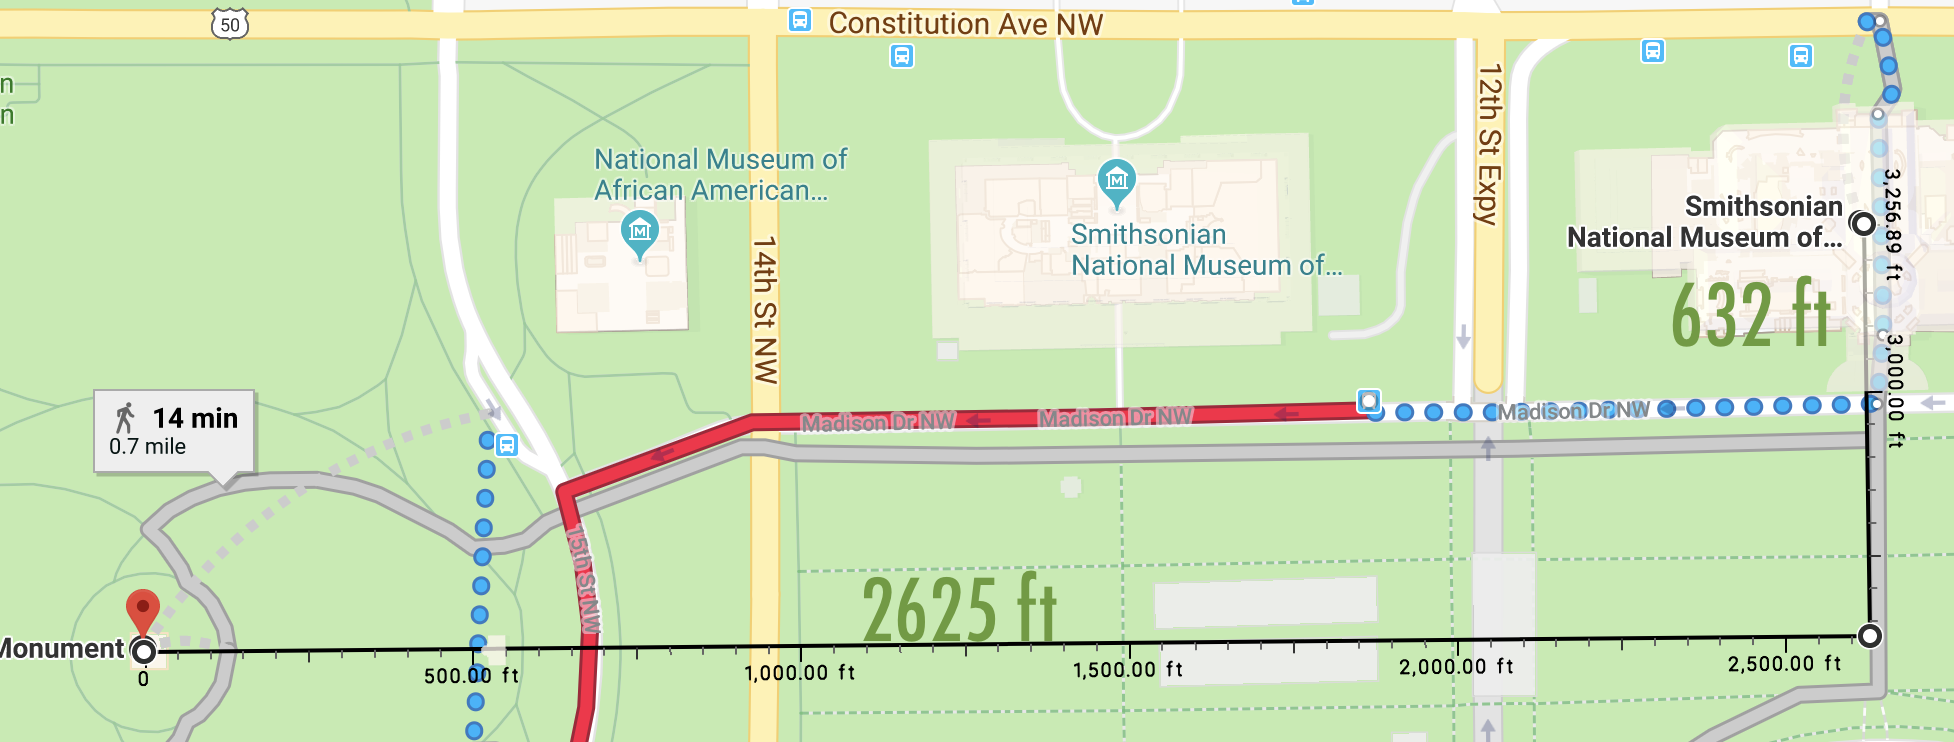 50
Constitution Ave NW
n
n
12th St Expy
National Museum of
African American...
14th St NW
Smithsonian
National Museum of...
Smithsonian
National Museum of...
3,256.89 ft
632 ft
3,000.00 ft
14 min
0.7 mile
Madison Dr NW
Madison Dr NW
Madison Dr NW
15th St NW
2625 ft
Monument
0
500.00 ft
1,000.00 ft
1,500.00 ft
2,000.00 ft
2,500.00 ft